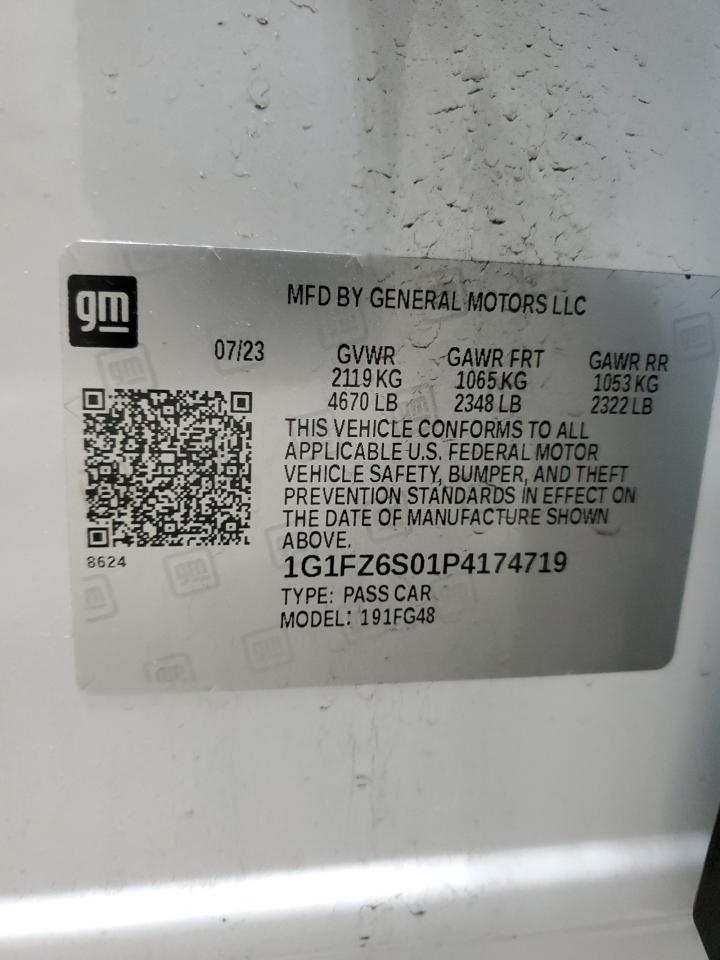 gm
MFD BY GENERAL MOTORS LLC
07/23 GVWR GAWR FRT GAWR RR
2119 KG 1065 KG 1053 KG
4670 LB 2348 LB 2322 LB
THIS VEHICLE CONFORMS TO ALL
APPLICABLE U.S. FEDERAL MOTOR
VEHICLE SAFETY, BUMPER, AND THEFT
PREVENTION STANDARDS IN EFFECT ON
THE DATE OF MANUFACTURE SHOWN
ABOVE.
8624
1G1FZ6S01P4174719
TYPE: PASS CAR
MODEL: 191FG48